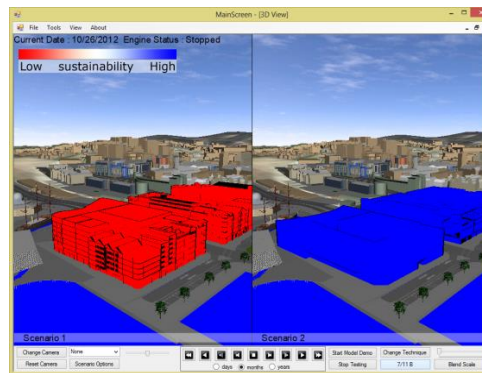 MainScreen - [3D View]
File Tools View About
Current Date : 10/26/2012 Engine Status : Stopped
Low sustainability High
Scenario 1 Scenario 2
Change Camera None Start Model Demo Change Technique
Reset Camera Scenario Options days months years Stop Testing 7/11 B Blend Scale